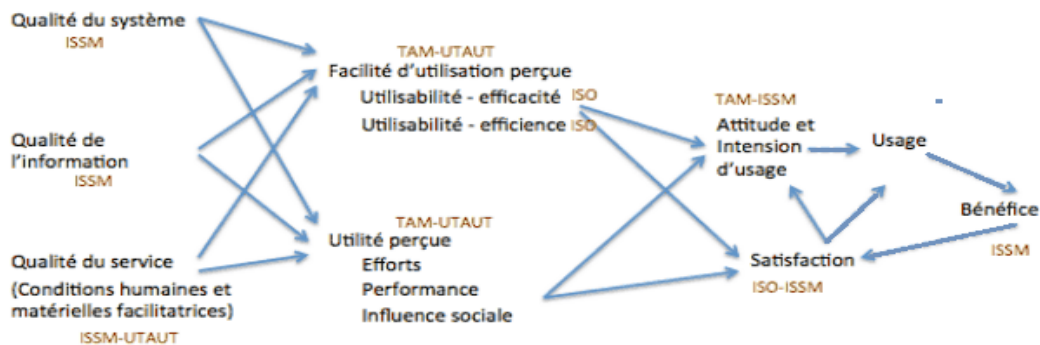 Qualité du système
ISSM
Qualité de
l'information
ISSM
Qualité du service
(Conditions humaines et
matérielles facilitatrices)
ISSM-UTAUT
TAM-UTAUT
Facilité d'utilisation perçue
Utilisabilité - efficacité ISO
Utilisabilité - efficience ISO
TAM-UTAUT
Utilité perçue
Efforts
Performance
Influence sociale
TAM-ISSM
Attitude et
Intension
d'usage
Usage
Satisfaction
ISO-ISSM
Bénéfice
ISSM